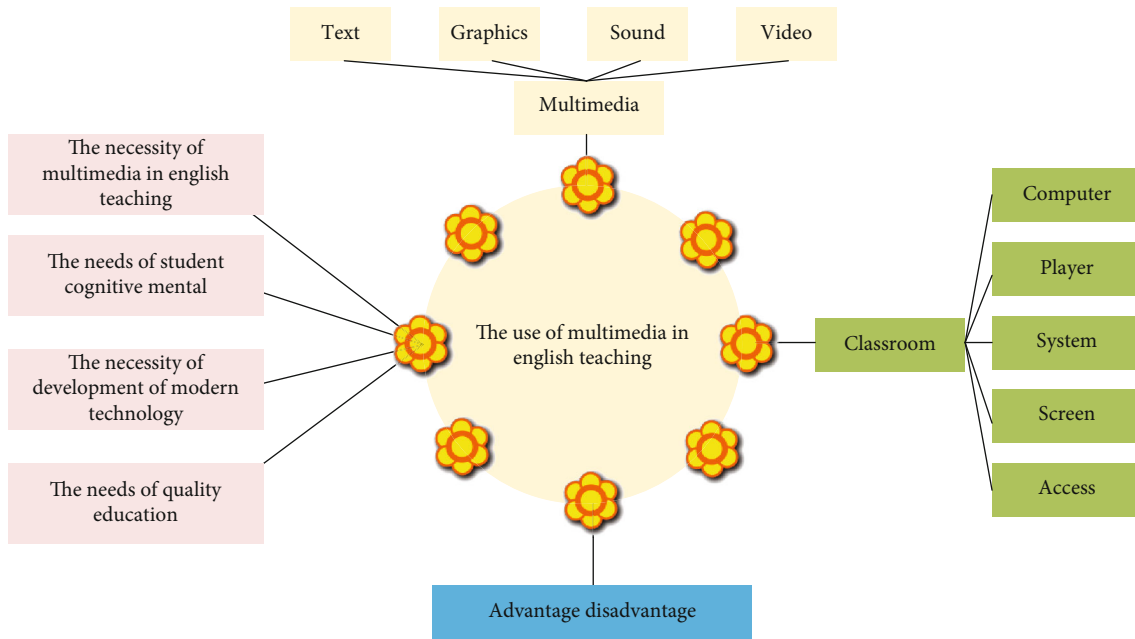 Text
Graphics
Sound
Video
Multimedia
The necessity of
multimedia in english
teaching
The needs of student
cognitive mental
The necessity of
development of modern
technology
The needs of quality
education
The use of multimedia in
english teaching
Classroom
Computer
Player
System
Screen
Access
Advantage disadvantage